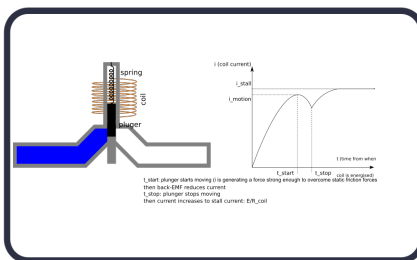 spring
coil
pluger
i (coil current)
i_stall
i_motion
t (time from when
coil is energised)
t_start
t_stop
t_start: plunger starts moving (i is generating a force strong enough to overcome static friction forces
then back-EMF reduces current
t_stop: plunger stops moving
then current increases to stall current: E/R_coil